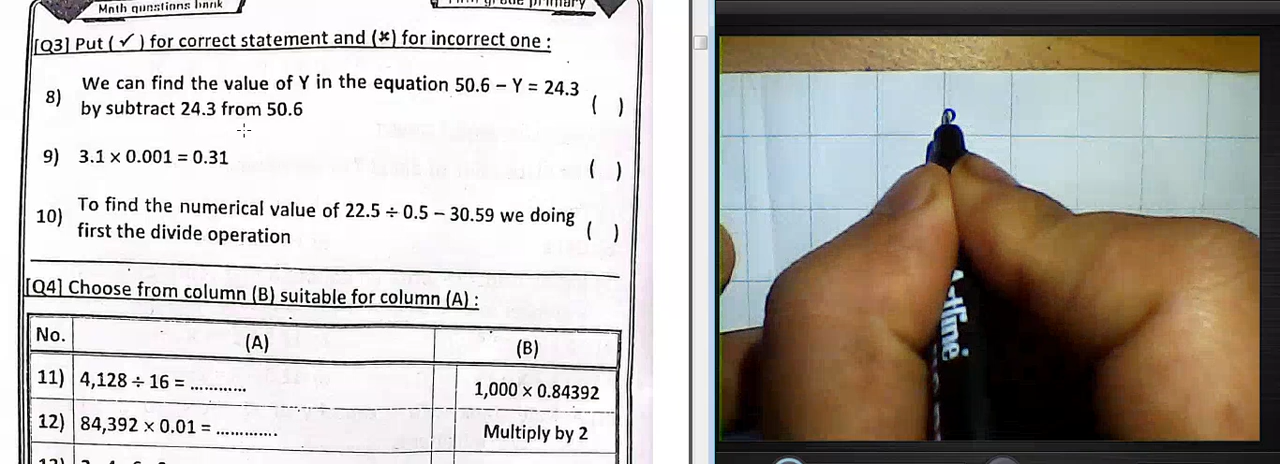 Math questions bank
primary
[Q3] Put ( ✓ ) for correct statement and (×) for incorrect one :
8) We can find the value of Y in the equation 50.6 – Y = 24.3
by subtract 24.3 from 50.6 ( )
9) 3.1 × 0.001 = 0.31 ( )
10) To find the numerical value of 22.5 ÷ 0.5 – 30.59 we doing
first the divide operation ( )
[Q4] Choose from column (B) suitable for column (A) :
No. (A) (B)
11) 4,128 ÷ 16 = ........... 1,000 × 0.84392
12) 84,392 × 0.01 = ............ Multiply by 2
Artline